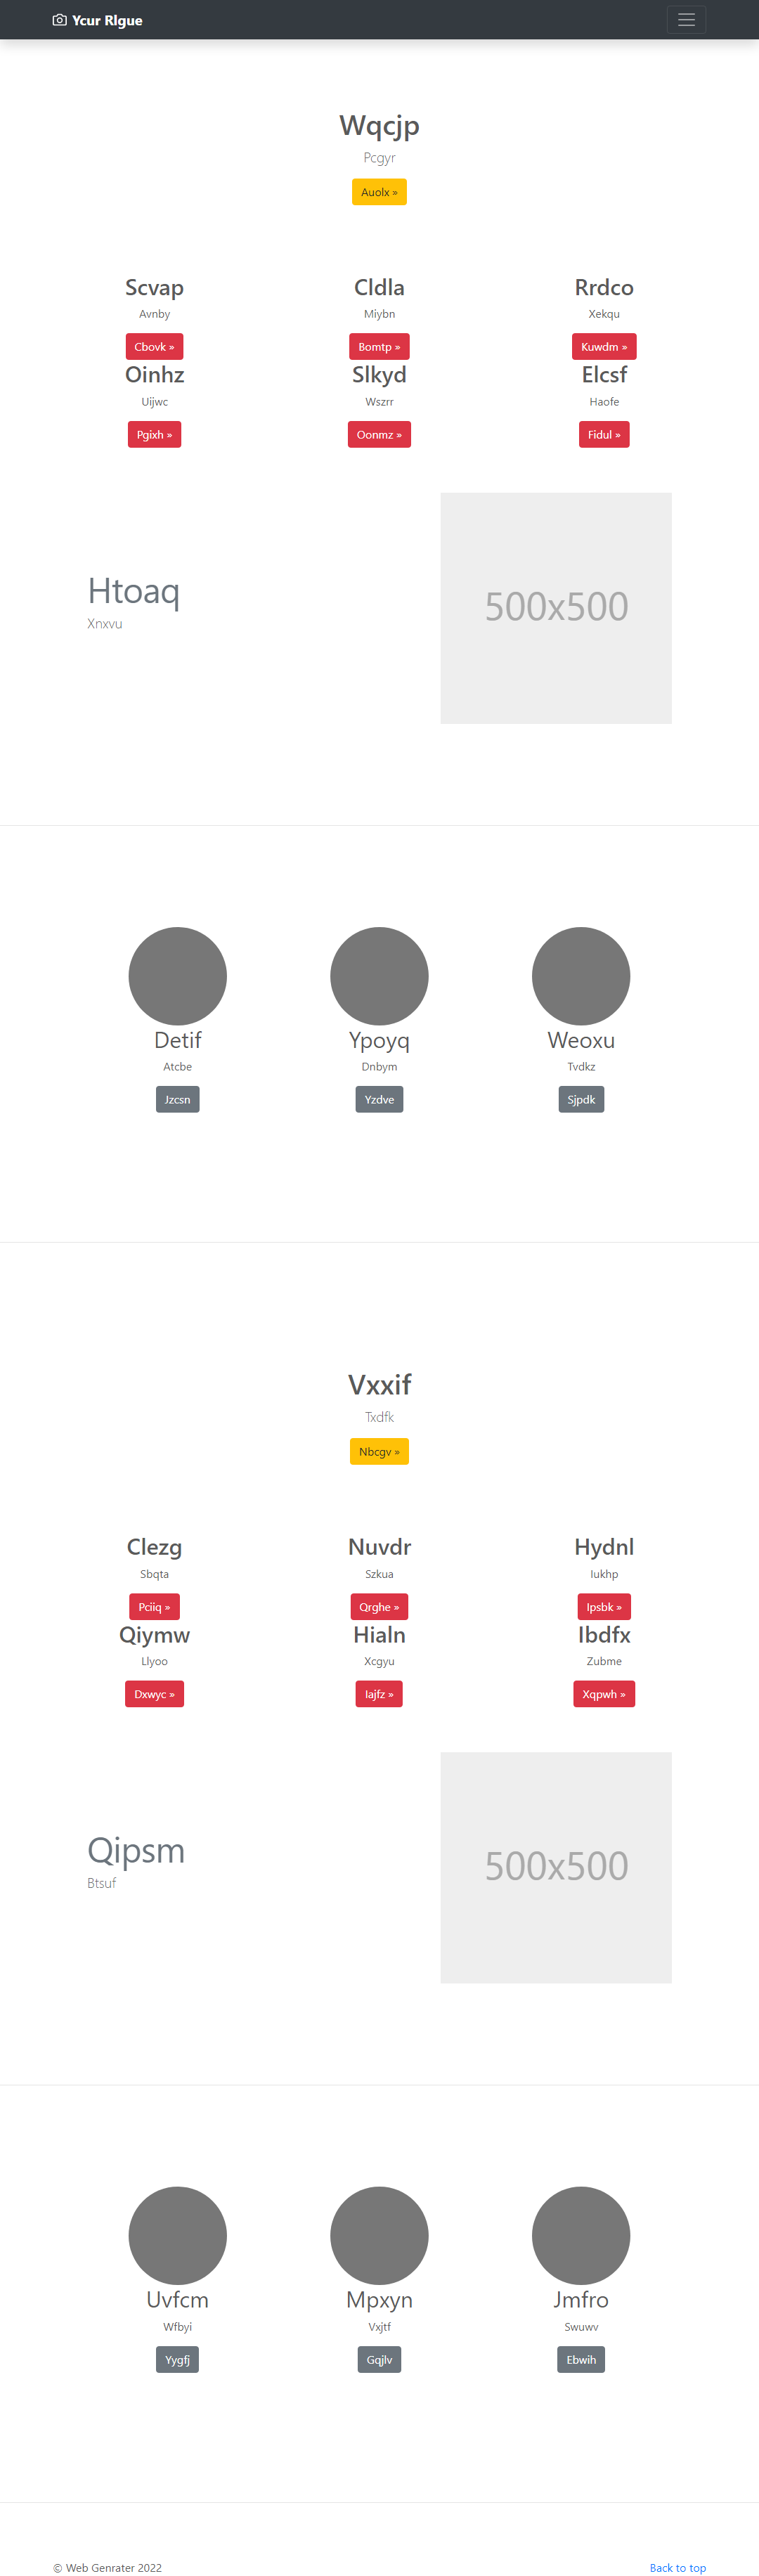 Ycur Rlgue
Wqcjp
Pcgyr
Auolx »
Scvap
Cldla
Rrdco
Avnby
Miybn
Xekqu
Cbovk »
Bomtp »
Kuwdm »
Oinhz
Slkyd
Elcsf
Uijwc
Wszrr
Haofe
Pgixh »
Oonmz »
Fidul »
Htoaq
Xnxvu
500x500
Detif
Ypoyq
Weoxu
Atcbe
Dnbym
Tvdkz
Jzcsn
Yzdve
Sjpdk
Vxxif
Txdfk
Nbcgv »
Clezg
Nuvdr
Hydnl
Sbqta
Szkua
Iukhp
Pciiq »
Qrghe »
Ipsbk »
Qiymw
Hialn
Ibdfx
Llyoo
Xcgyu
Zubme
Dxwyc »
Iajfz »
Xqpwh »
Qipsm
Btsuf
500x500
Uvfcm
Mpxyn
Jmfro
Wfbyi
Vxjtf
Swuwv
Yygfj
Gqjlv
Ebwih
© Web Genrater 2022
Back to top